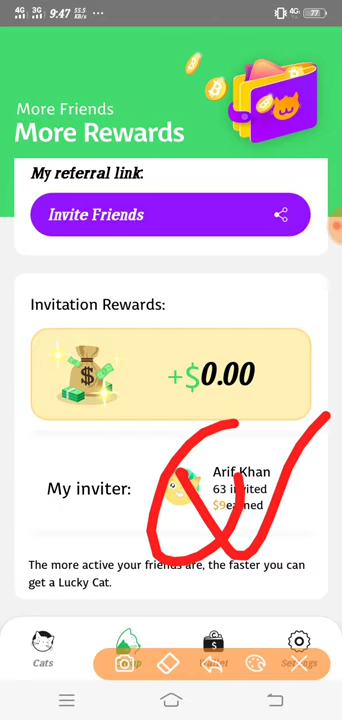 4G 3G 9:47 55.5 KB/s ... 4G 77
More Friends
More Rewards
My referral link:
Invite Friends
Invitation Rewards:
+$0.00
Arif Khan
My inviter: 63 invited
$9earned
The more active your friends are, the faster you can
get a Lucky Cat.
Cats Wallet Settings